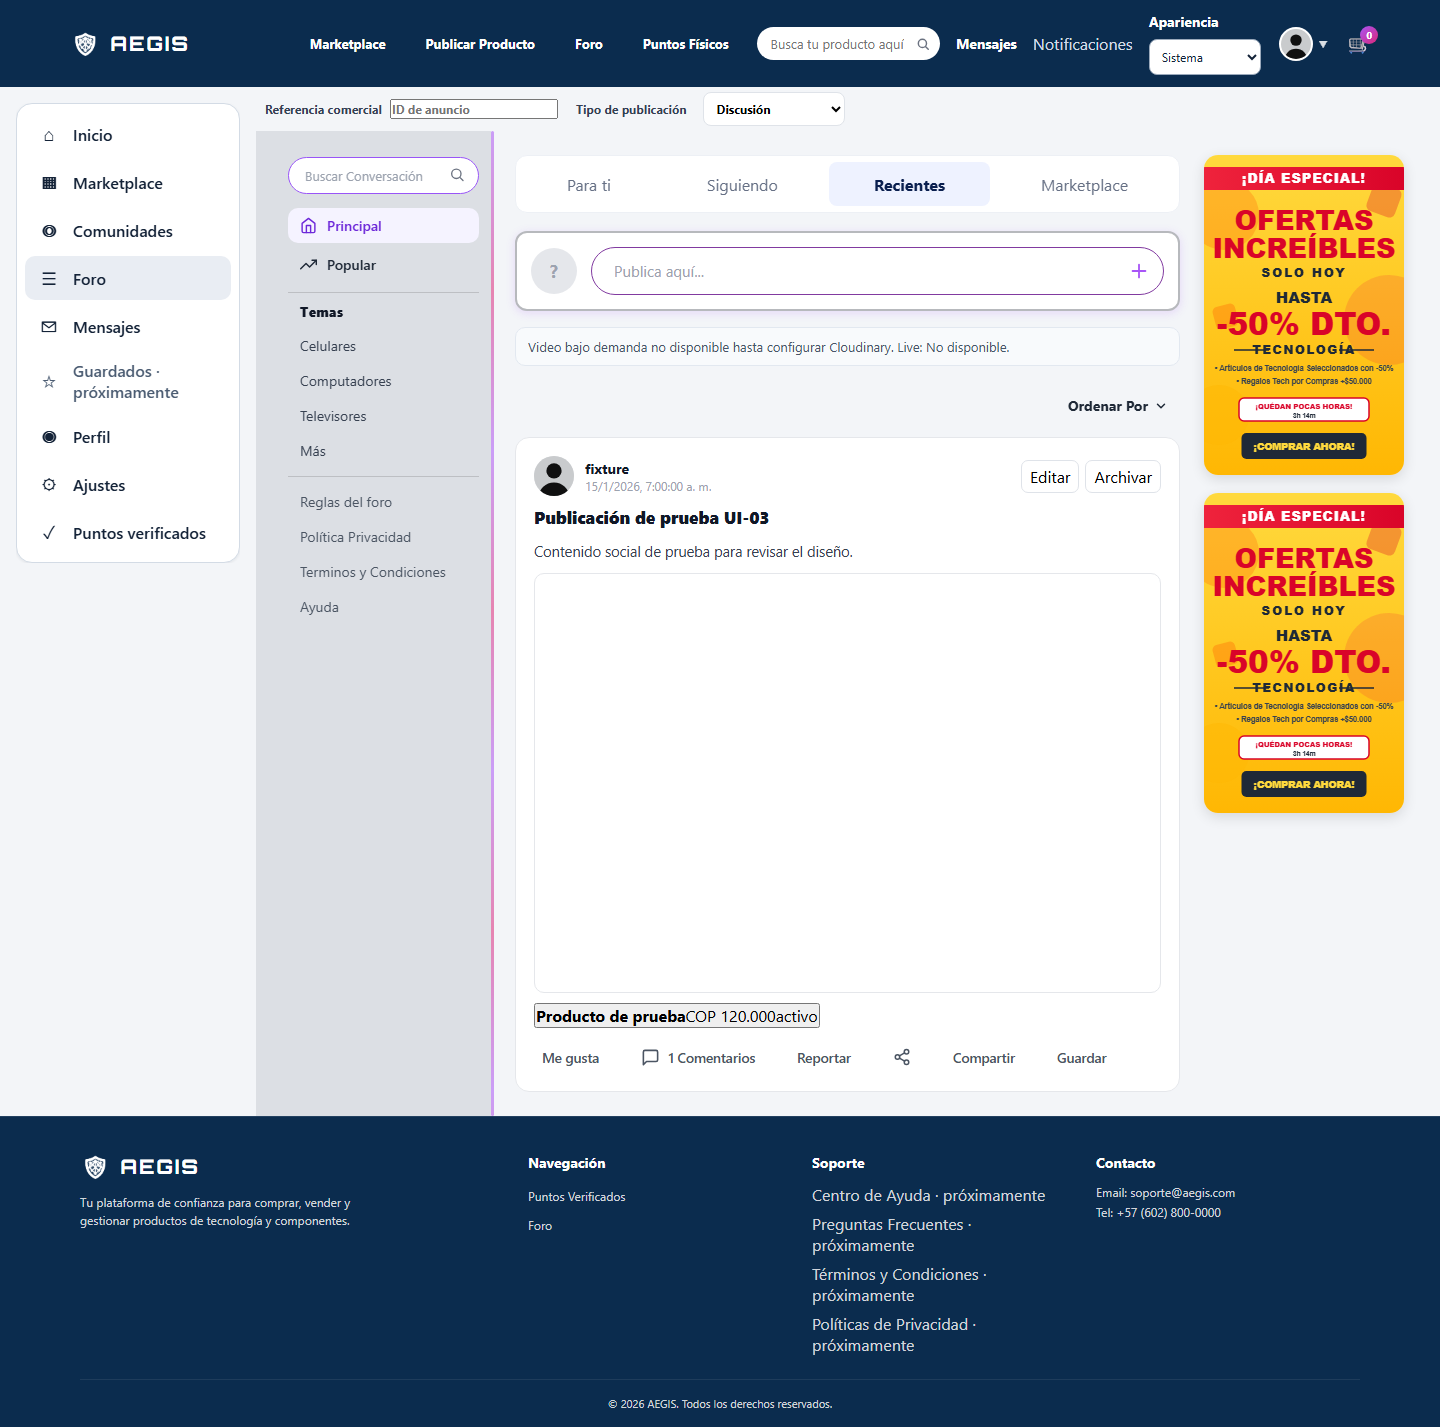 AEGIS
Marketplace
Publicar Producto
Foro
Puntos Físicos
Busca tu producto aquí
Mensajes
Notificaciones
Apariencia
Sistema
0
Inicio
Marketplace
Comunidades
Foro
Mensajes
Guardados ·
próximamente
Perfil
Ajustes
Puntos verificados
Referencia comercial
ID de anuncio
Tipo de publicación
Discusión
Buscar Conversación
Principal
Popular
Temas
Celulares
Computadores
Televisores
Más
Reglas del foro
Política Privacidad
Terminos y Condiciones
Ayuda
Para ti
Siguiendo
Recientes
Marketplace
?
Publica aquí...
Video bajo demanda no disponible hasta configurar Cloudinary. Live: No disponible.
Ordenar Por
fixture
15/1/2026, 7:00:00 a. m.
Editar
Archivar
Publicación de prueba UI-03
Contenido social de prueba para revisar el diseño.
Producto de pruebaCOP 120.000activo
Me gusta
1 Comentarios
Reportar
Compartir
Guardar
¡DÍA ESPECIAL!
OFERTAS
INCREÍBLES
SOLO HOY
HASTA
-50% DTO.
TECNOLOGÍA
• Artículos de Tecnología Seleccionados con -50%
• Regalos Tech por Compras +$50.000
¡QUÉDAN POCAS HORAS!
3h 14m
¡COMPRAR AHORA!
¡DÍA ESPECIAL!
OFERTAS
INCREÍBLES
SOLO HOY
HASTA
-50% DTO.
TECNOLOGÍA
• Artículos de Tecnología Seleccionados con -50%
• Regalos Tech por Compras +$50.000
¡QUÉDAN POCAS HORAS!
3h 14m
¡COMPRAR AHORA!
AEGIS
Tu plataforma de confianza para comprar, vender y
gestionar productos de tecnología y componentes.
Navegación
Puntos Verificados
Foro
Soporte
Centro de Ayuda · próximamente
Preguntas Frecuentes ·
próximamente
Términos y Condiciones ·
próximamente
Políticas de Privacidad ·
próximamente
Contacto
Email: soporte@aegis.com
Tel: +57 (602) 800-0000
© 2026 AEGIS. Todos los derechos reservados.